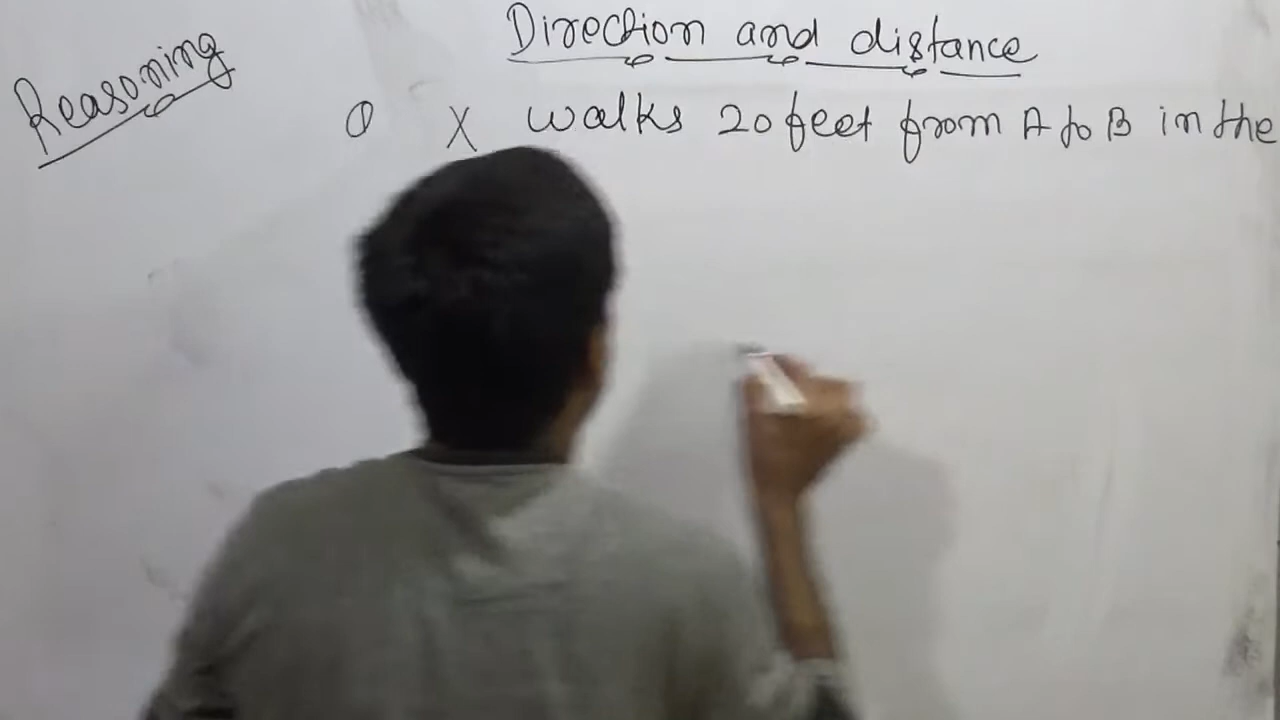 Direction and distance
Reasoning
Q X walks 20 feet from A to B in the